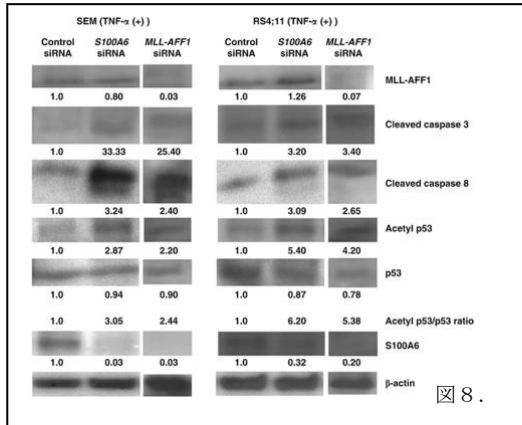 SEM (TNF-α (+) )
RS4;11 (TNF-α (+) )
Control siRNA
S100A6 siRNA
MLL-AFF1 siRNA
Control siRNA
S100A6 siRNA
MLL-AFF1 siRNA
MLL-AFF1
1.0 0.80 0.03 1.0 1.26 0.07
Cleaved caspase 3
1.0 33.33 25.40 1.0 3.20 3.40
Cleaved caspase 8
1.0 3.24 2.40 1.0 3.09 2.65
Acetyl p53
1.0 2.87 2.20 1.0 5.40 4.20
p53
1.0 0.94 0.90 1.0 0.87 0.78
1.0 3.05 2.44 1.0 6.20 5.38 Acetyl p53/p53 ratio
S100A6
1.0 0.03 0.03 1.0 0.32 0.20
β-actin
図8.